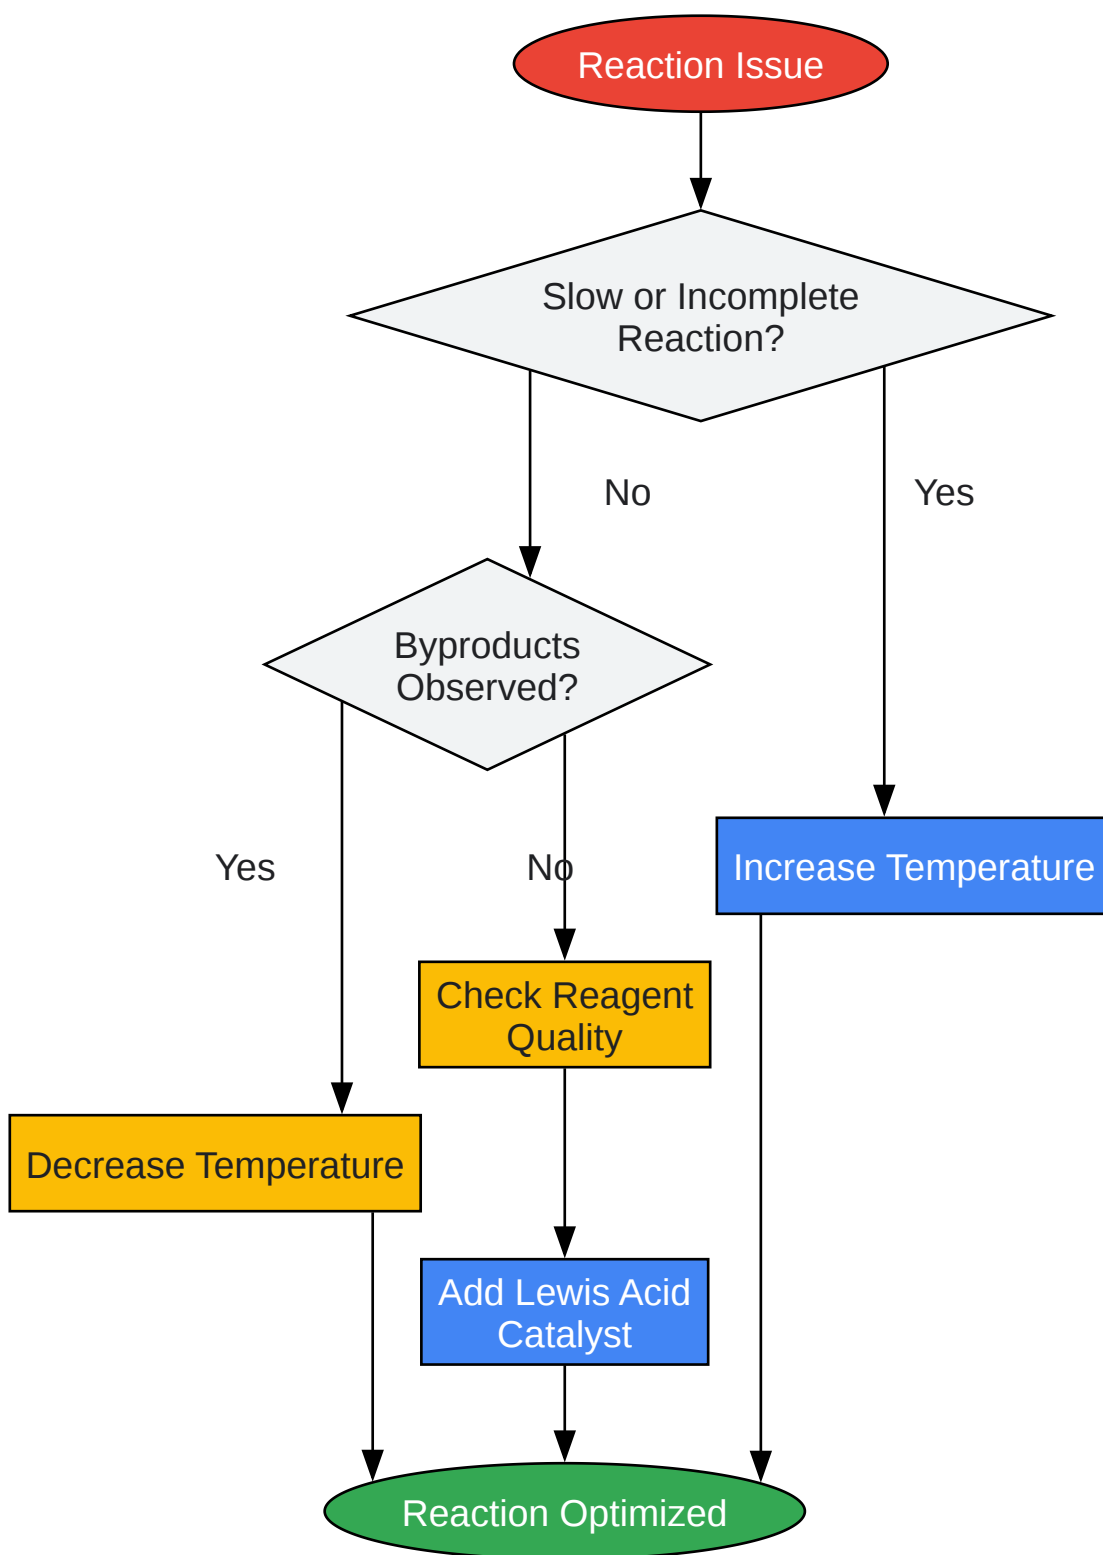 Reaction Issue
Slow or Incomplete
Reaction?
No
Yes
Byproducts
Observed?
Yes
No
Increase Temperature
Check Reagent
Quality
Decrease Temperature
Add Lewis Acid
Catalyst
Reaction Optimized